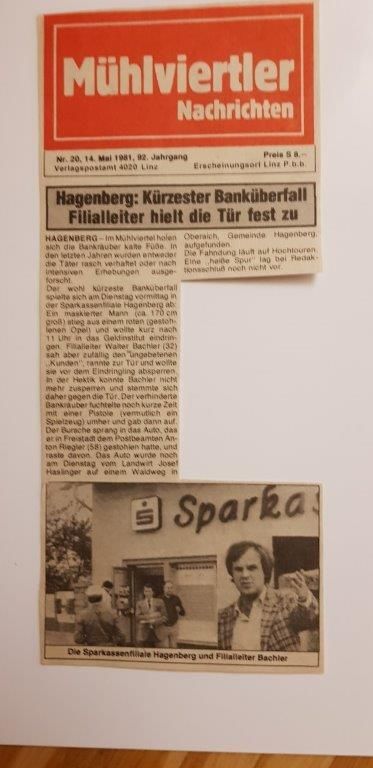 Mühlviertler
Nachrichten
Nr. 20, 14. Mai 1981, 92. Jahrgang
Preis S 8,–
Verlagspostamt 4020 Linz
Erscheinungsort Linz P.b.b.
Hagenberg: Kürzester Banküberfall
Filialleiter hielt die Tür fest zu
HAGENBERG – Im Mühlviertel holen
sich die Bankräuber kalte Füße. In
den letzten Jahren wurden entweder
die Täter rasch verhaftet oder nach
intensiven Erhebungen ausge-
forscht.
Der wohl kürzeste Banküberfall
spielte sich am Dienstag vormittag in
der Sparkassenfiliale Hagenberg ab:
Ein maskierter Mann (ca. 170 cm
groß) stieg aus einem roten (gestoh-
lenen Opel) und wollte kurz nach
11 Uhr in das Geldinstitut eindrin-
gen. Filialleiter Walter Bachler (32)
sah aber zufällig den ungebetenen
„Kunden“, rannte zur Tür und wollte
sie vor dem Eindringling absperren.
In der Hektik konnte Bachler nicht
mehr zusperren und stemmte sich
daher gegen die Tür. Der verhinderte
Bankräuber fuchtelte noch kurze Zeit
mit einer Pistole (vermutlich ein
Spielzeug) umher und gab dann auf.
Der Bursche sprang in das Auto, das
er in Freistadt dem Postbeamten An-
ton Riegler (58) gestohlen hatte, und
raste davon. Das Auto wurde noch
am Dienstag vom Landwirt Josef
Haslinger auf einem Waldweg in
Oberaich, Gemeinde Hagenberg,
aufgefunden.
Die Fahndung läuft auf Hochtouren.
Eine „heiße Spur“ lag bei Redak-
tionsschluß noch nicht vor.
Sparkas
Die Sparkassenfiliale Hagenberg und Filialleiter Bachler